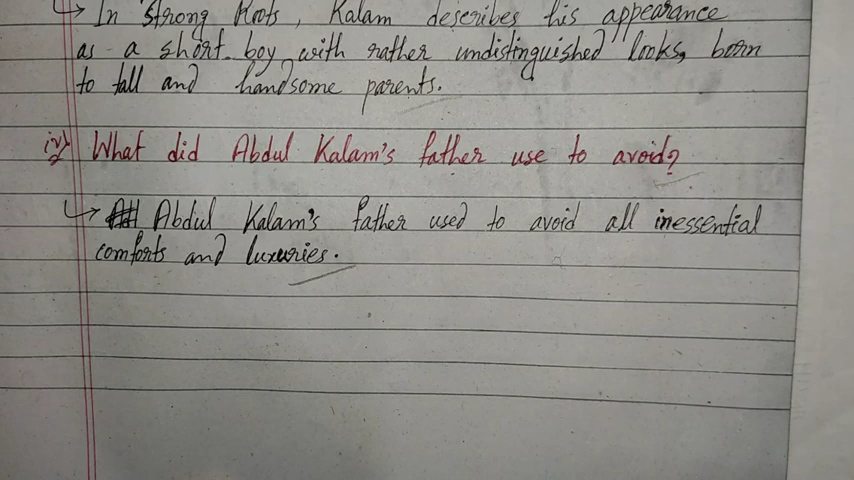 ↳ In Strong Roots, Kalam describes his appearance
as a short boy with rather undistinguished looks, born
to tall and handsome parents.
iv) What did Abdul Kalam's father use to avoid?
↳ Abdul Kalam's father used to avoid all inessential
comforts and luxuries.